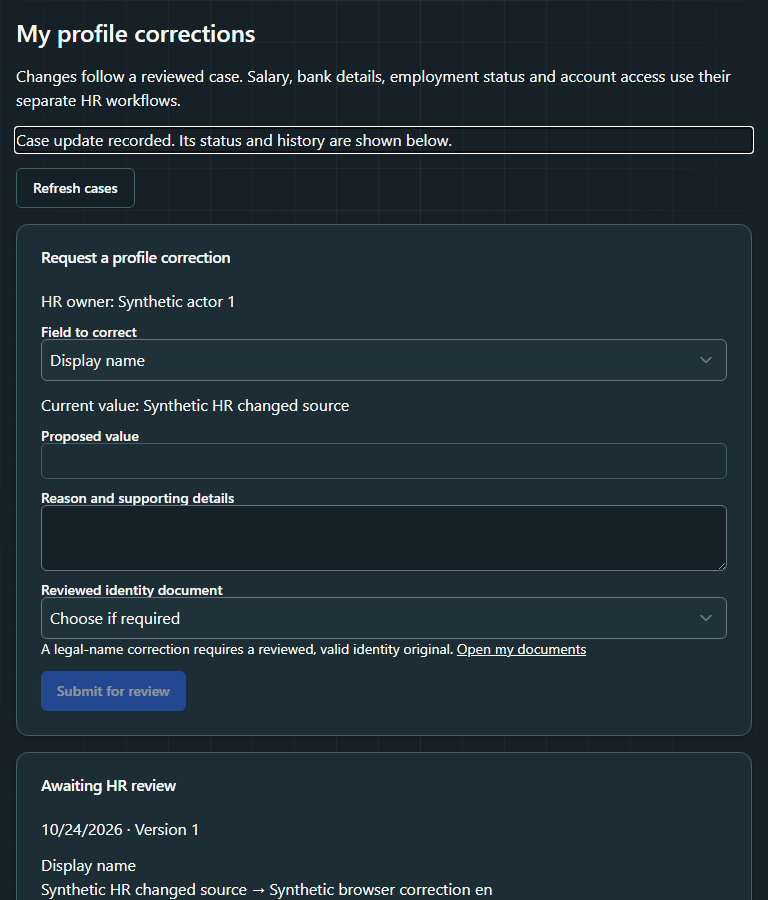 My profile corrections
Changes follow a reviewed case. Salary, bank details, employment status and account access use their
separate HR workflows.
Case update recorded. Its status and history are shown below.
Refresh cases
Request a profile correction
HR owner: Synthetic actor 1
Field to correct
Display name
Current value: Synthetic HR changed source
Proposed value
Reason and supporting details
Reviewed identity document
Choose if required
A legal-name correction requires a reviewed, valid identity original. Open my documents
Submit for review
Awaiting HR review
10/24/2026 · Version 1
Display name
Synthetic HR changed source → Synthetic browser correction en